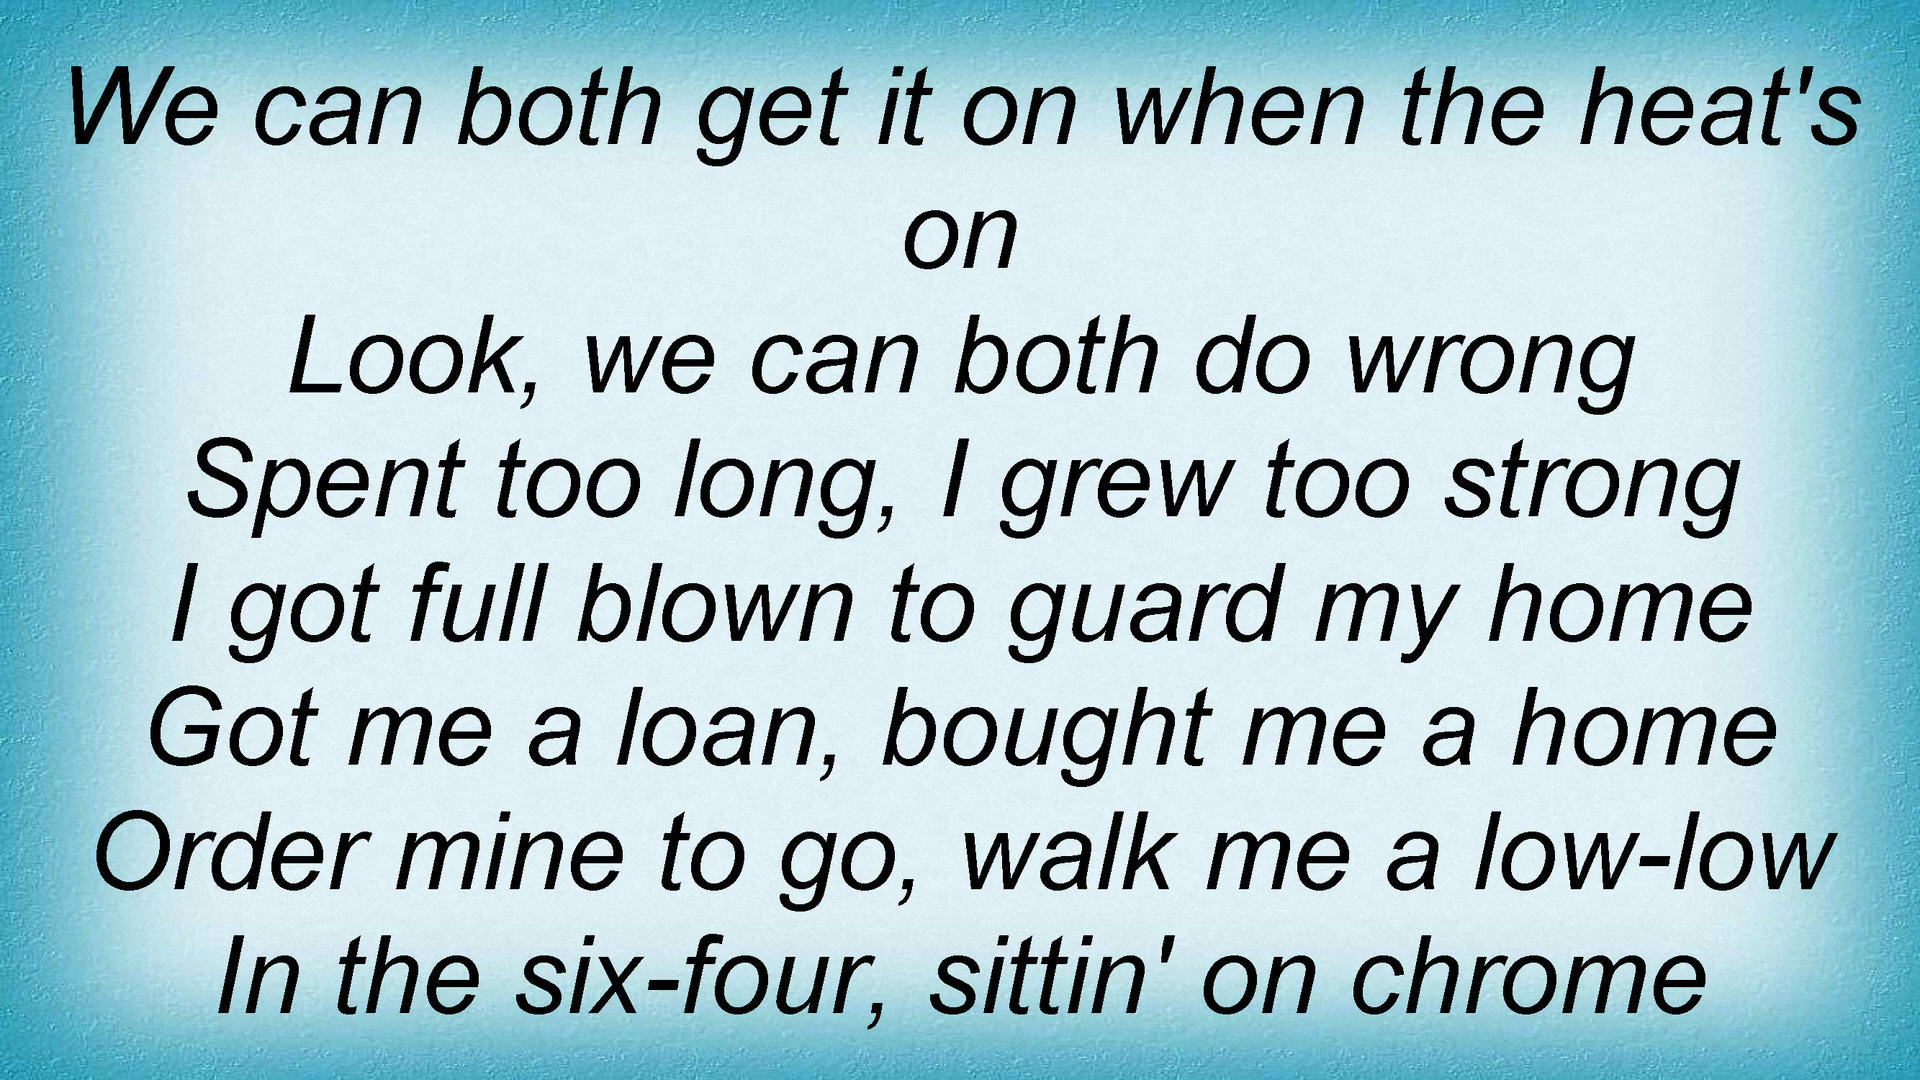 We can both get it on when the heat's
on
Look, we can both do wrong
Spent too long, I grew too strong
I got full blown to guard my home
Got me a loan, bought me a home
Order mine to go, walk me a low-low
In the six-four, sittin' on chrome